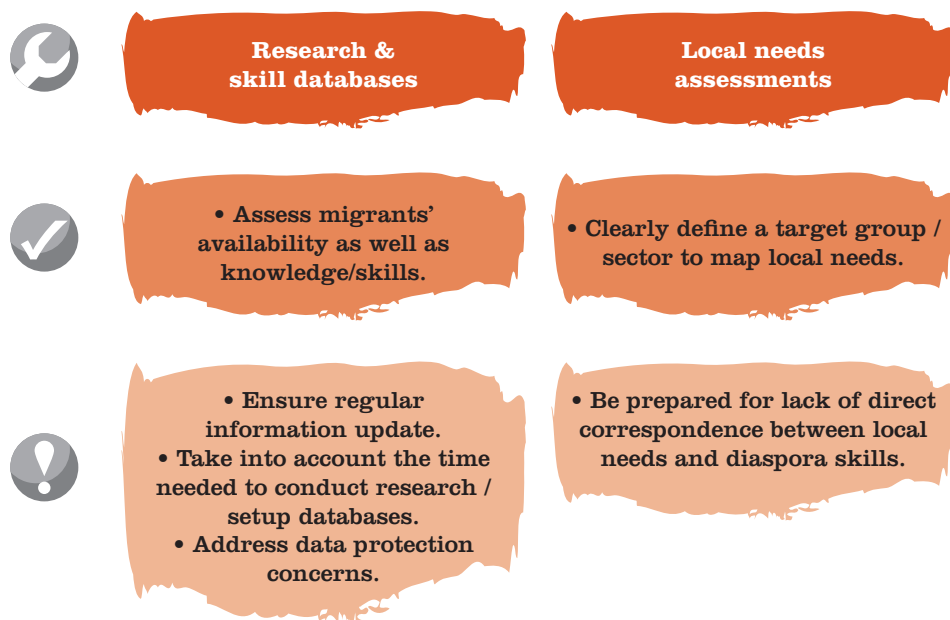 Research &
skill databases
Local needs
assessments
• Assess migrants’
availability as well as
knowledge/skills.
• Clearly define a target group /
sector to map local needs.
• Ensure regular
information update.
• Take into account the time
needed to conduct research /
setup databases.
• Address data protection
concerns.
• Be prepared for lack of direct
correspondence between local
needs and diaspora skills.